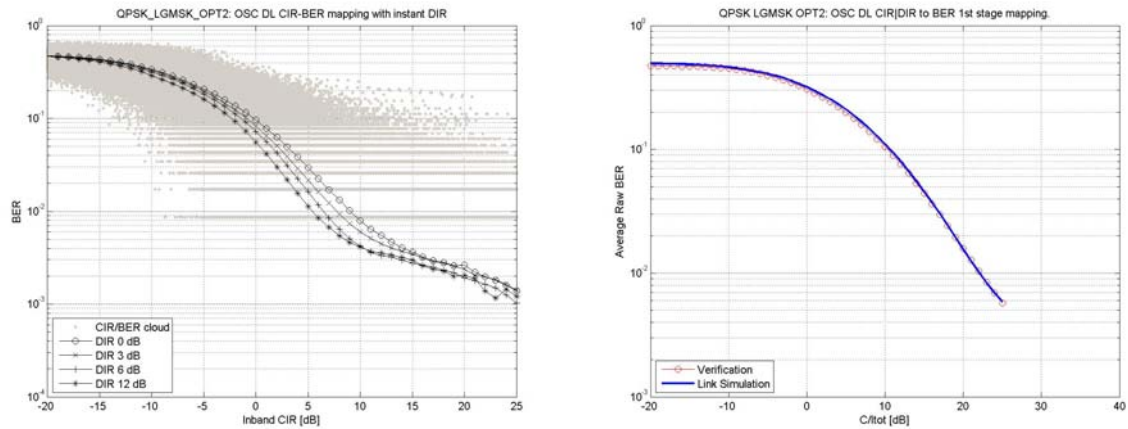 QPSK_LGMSK_OPT2: OSC DL CIR-BER mapping with instant DIR
10^0
10^-1
10^-2
10^-3
10^-4
BER
CIR/BER cloud
DIR 0 dB
DIR 3 dB
DIR 6 dB
DIR 12 dB
-20 -15 -10 -5 0 5 10 15 20 25
Inband CIR [dB]
QPSK LGMSK OPT2: OSC DL CIR|DIR to BER 1st stage mapping.
10^0
10^-1
10^-2
10^-3
Average Raw BER
Verification
Link Simulation
-20 -10 0 10 20 30 40
C/Itot [dB]